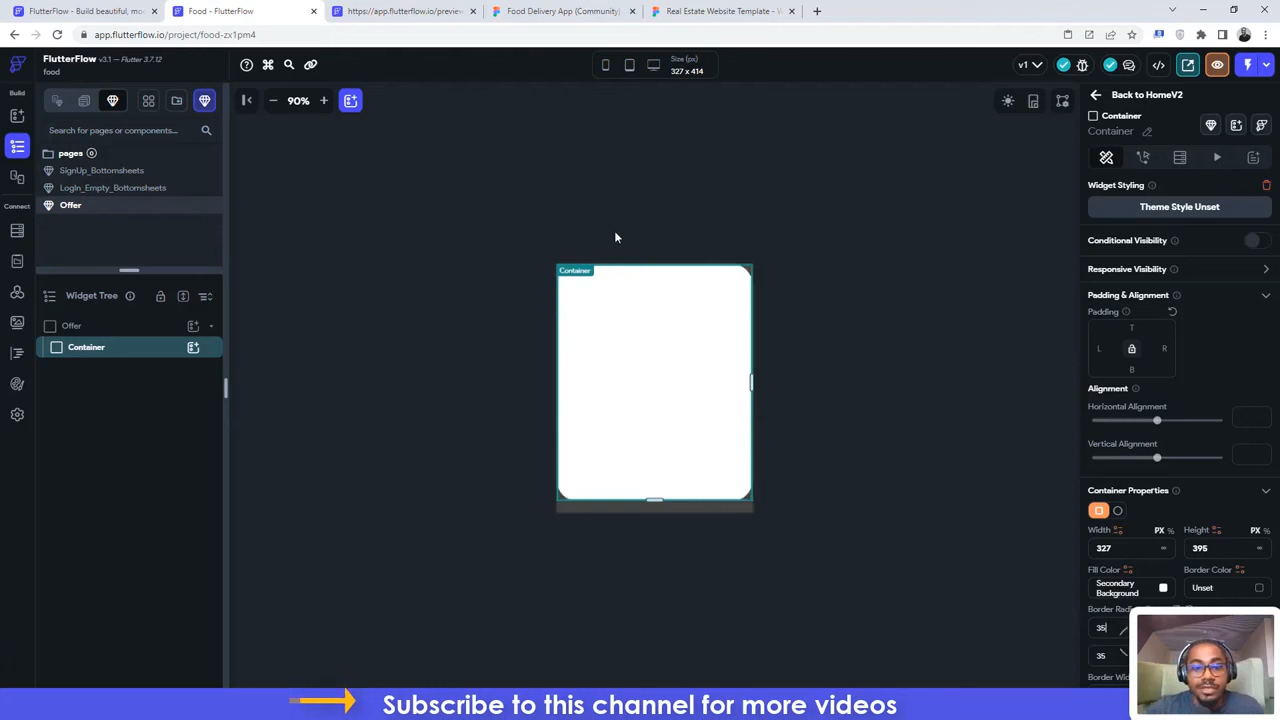 FlutterFlow - Build beautiful, mo
Food - FlutterFlow
https://app.flutterflow.io/preview
Food Delivery App (Community)
Real Estate Website Template - W
app.flutterflow.io/project/food-zx1pm4
FlutterFlow v3.1 — Flutter 3.7.12
food
Size (px)
327 x 414
v1
Build
90%
Back to HomeV2
Container
Container
Search for pages or components...
pages 0
SignUp_Bottomsheets
LogIn_Empty_Bottomsheets
Offer
Widget Styling
Theme Style Unset
Connect
Conditional Visibility
Responsive Visibility
Container
Padding & Alignment
Widget Tree
Padding
Offer
T
Container
L
R
B
Alignment
Horizontal Alignment
Vertical Alignment
Container Properties
Width PX %
Height PX %
327
395
Fill Color
Border Color
Secondary Background
Unset
35
35
Subscribe to this channel for more videos